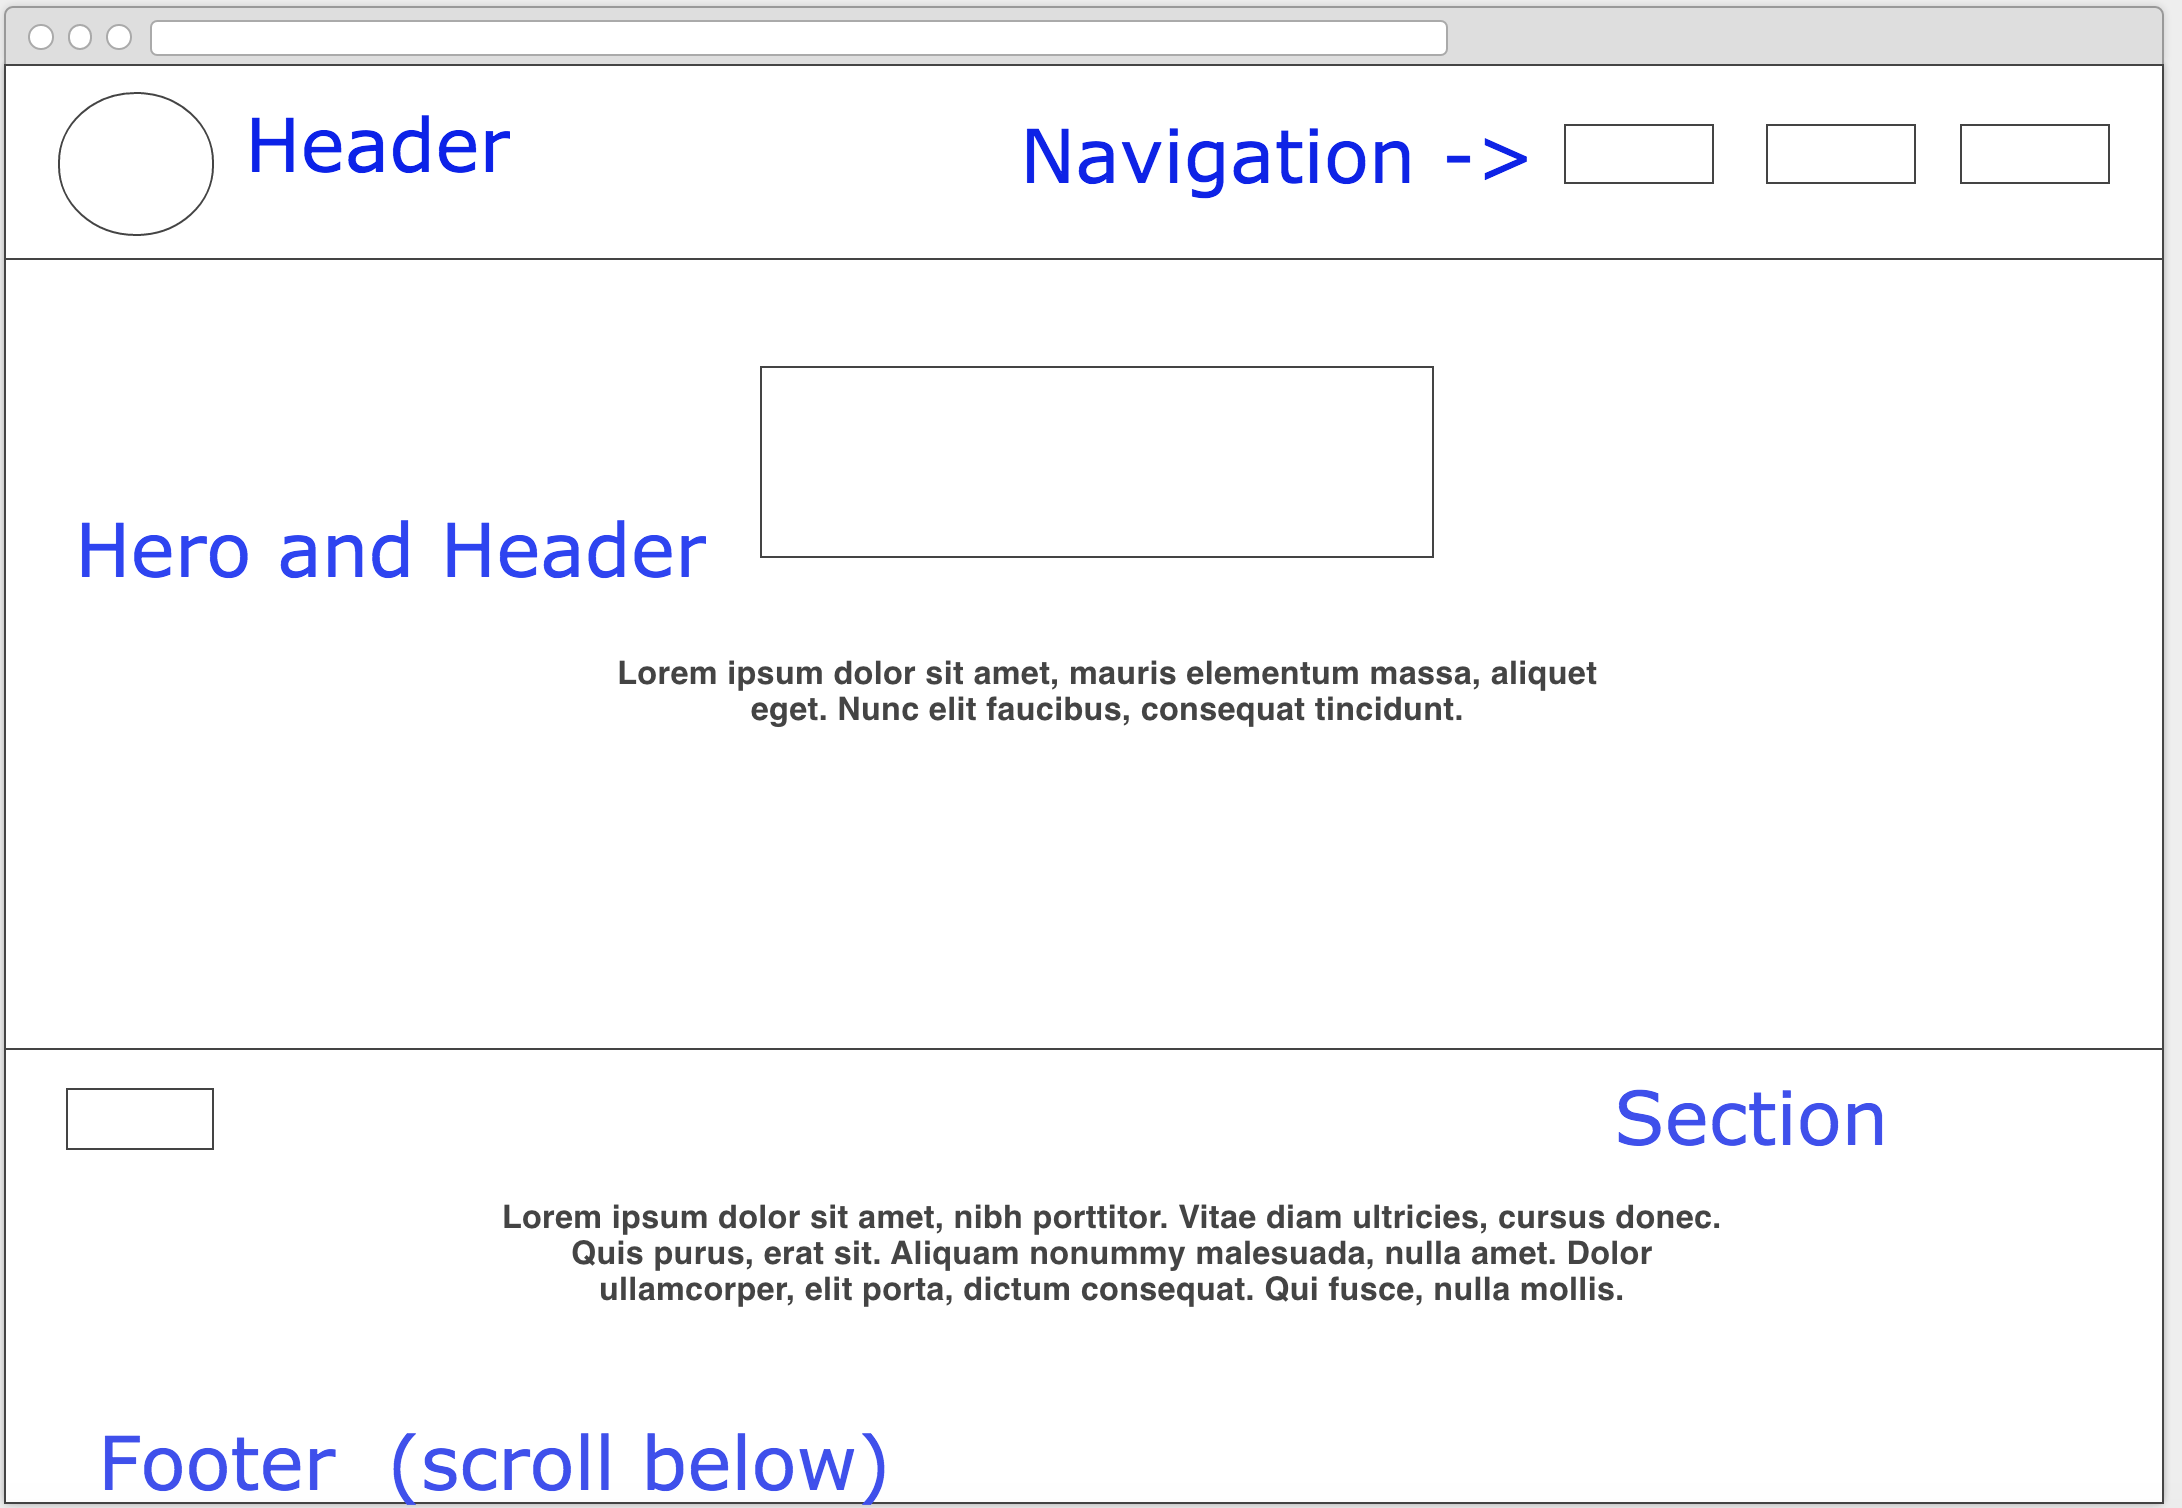 Header
Navigation ->
Hero and Header
Lorem ipsum dolor sit amet, mauris elementum massa, aliquet
eget. Nunc elit faucibus, consequat tincidunt.
Section
Lorem ipsum dolor sit amet, nibh porttitor. Vitae diam ultricies, cursus donec.
Quis purus, erat sit. Aliquam nonummy malesuada, nulla amet. Dolor
ullamcorper, elit porta, dictum consequat. Qui fusce, nulla mollis.
Footer (scroll below)